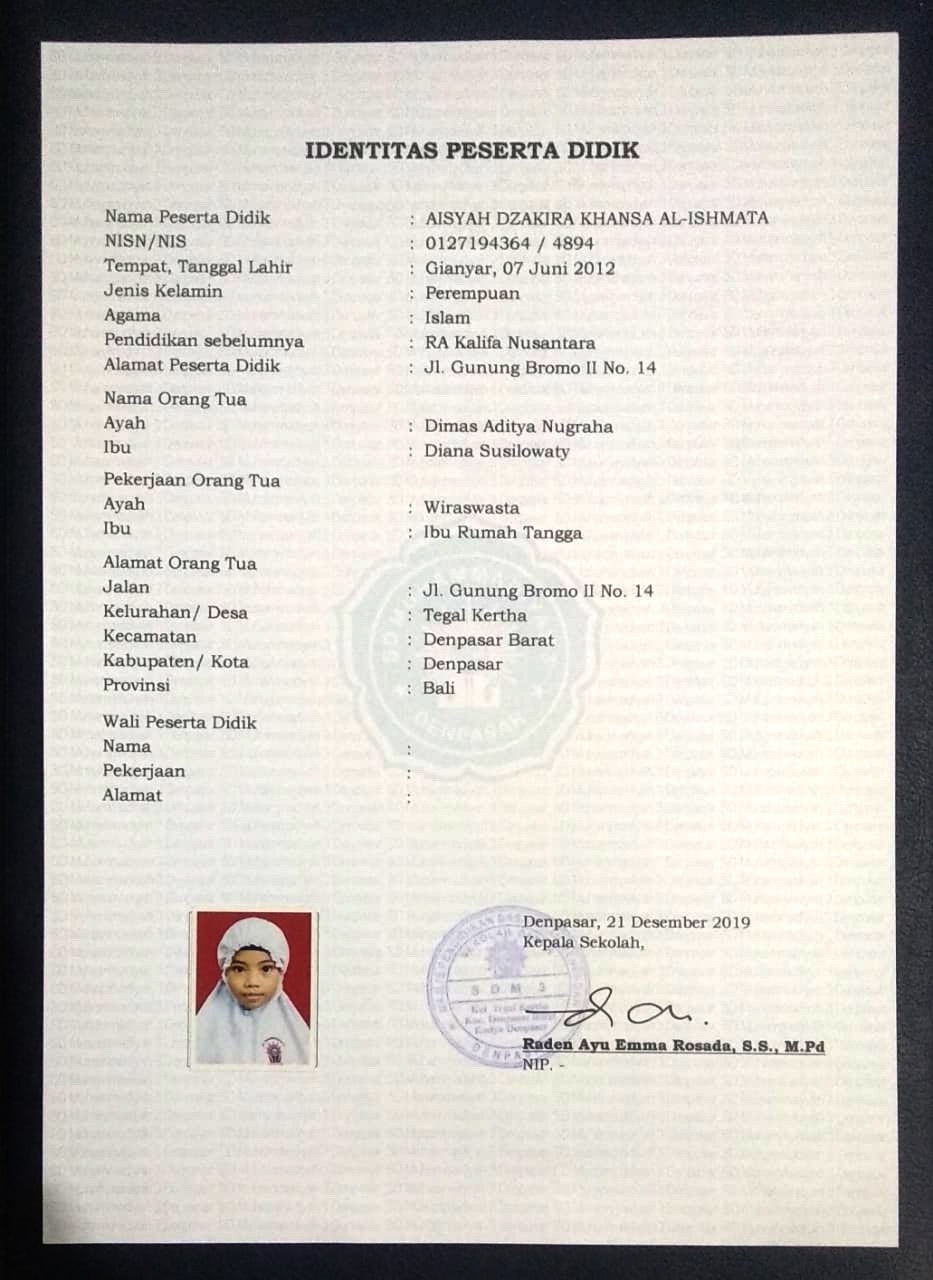 IDENTITAS PESERTA DIDIK
Nama Peserta Didik : AISYAH DZAKIRA KHANSA AL-ISHMATA
NISN/NIS : 0127194364 / 4894
Tempat, Tanggal Lahir : Gianyar, 07 Juni 2012
Jenis Kelamin : Perempuan
Agama : Islam
Pendidikan sebelumnya : RA Kalifa Nusantara
Alamat Peserta Didik : Jl. Gunung Bromo II No. 14
Nama Orang Tua
Ayah : Dimas Aditya Nugraha
Ibu : Diana Susilowaty
Pekerjaan Orang Tua
Ayah : Wiraswasta
Ibu : Ibu Rumah Tangga
Alamat Orang Tua
Jalan : Jl. Gunung Bromo II No. 14
Kelurahan/ Desa : Tegal Kertha
Kecamatan : Denpasar Barat
Kabupaten/ Kota : Denpasar
Provinsi : Bali
Wali Peserta Didik
Nama :
Pekerjaan :
Alamat :
Denpasar, 21 Desember 2019
Kepala Sekolah,
SDM 3
Raden Ayu Emma Rosada, S.S., M.Pd
NIP. -
DENPASAR